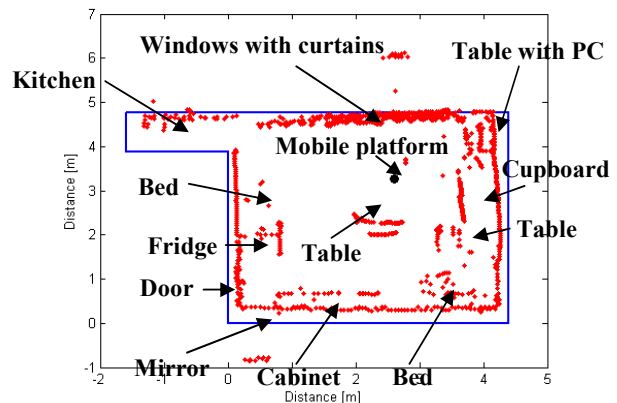 7
6
5
4
3
2
1
0
-1
-2
-1
0
1
2
3
4
5
Distance [m]
Distance [m]
Windows with curtains
Table with PC
Kitchen
Mobile platform
Cupboard
Bed
Fridge
Table
Table
Door
Mirror
Cabinet
Bed